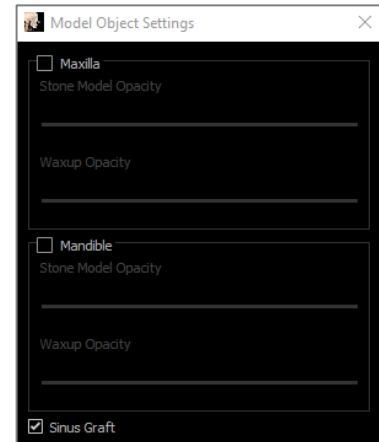 Model Object Settings
Maxilla
Stone Model Opacity
Waxup Opacity
Mandible
Stone Model Opacity
Waxup Opacity
Sinus Graft